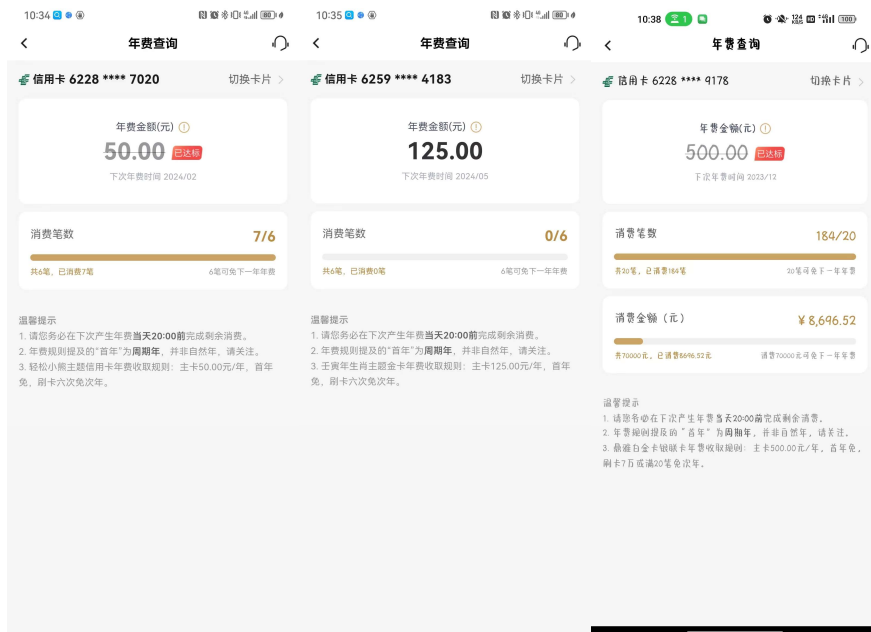 10:34
80
年费查询
信用卡 6228 **** 7020
切换卡片
年费金额(元)
50.00 已达标
下次年费时间 2024/02
消费笔数
7/6
共6笔，已消费7笔
6笔可免下一年年费
温馨提示
1. 请您务必在下次产生年费当天20:00前完成剩余消费。
2. 年费规则提及的“首年”为周期年，并非自然年，请关注。
3. 轻松小熊主题信用卡年费收取规则：主卡50.00元/年，首年
免，刷卡六次免次年。
10:35
80
年费查询
信用卡 6259 **** 4183
切换卡片
年费金额(元)
125.00
下次年费时间 2024/05
消费笔数
0/6
共6笔，已消费0笔
6笔可免下一年年费
温馨提示
1. 请您务必在下次产生年费当天20:00前完成剩余消费。
2. 年费规则提及的“首年”为周期年，并非自然年，请关注。
3. 壬寅年生肖主题金卡年费收取规则：主卡125.00元/年，首年
免，刷卡六次免次年。
10:38
1
100
年费查询
信用卡 6228 **** 9178
切换卡片
年费金额(元)
500.00 已达标
下次年费时间 2023/12
消费笔数
184/20
共20笔，已消费184笔
20笔可免下一年年费
消费金额（元）
¥ 8,696.52
共70000元，已消费8696.52元
消费70000元可免下一年年费
温馨提示
1. 请您务必在下次产生年费当天20:00前完成剩余消费。
2. 年费规则提及的“首年”为周期年，并非自然年，请关注。
3. 鼎雅白金卡银联卡年费收取规则：主卡500.00元/年，首年免，
刷卡7万或满20笔免次年。